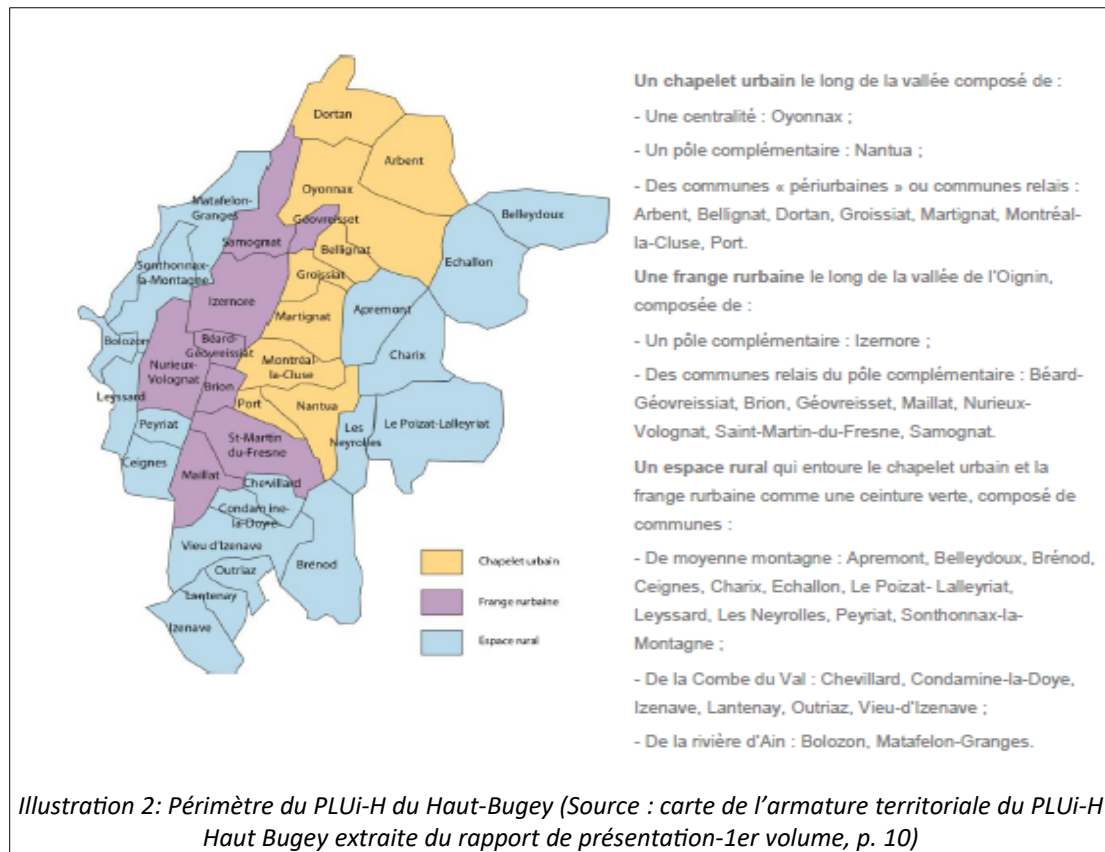 Dortan
Arbent
Oyonnax
Matafelon-
Granges
Géovreisset
Belleydoux
Samognat
Bellignat
Echallon
Sonthonnax-
la-Montagne
Groissiat
Izernore
Apremont
Martignat
Bolozon
Béard-
Géovreissiat
Charix
Montréal
la-Cluse
Nurieux-
Volognat
Brion
Leyssard
Port
Nantua
Peyriat
Les
Neyrolles
Le Poizat-Lalleyriat
St-Martin
du-Fresne
Ceignes
Maillat
Chevillard
Condamine-
la-Doye
Vieu d'Izenave
Brénod
Outriaz
Lantenay
Izenave
Chapelet urbain
Frange rurbaine
Espace rural
Un chapelet urbain le long de la vallée composé de :
- Une centralité : Oyonnax ;
- Un pôle complémentaire : Nantua ;
- Des communes « périurbaines » ou communes relais :
Arbent, Bellignat, Dortan, Groissiat, Martignat, Montréal-
la-Cluse, Port.
Une frange rurbaine le long de la vallée de l'Oignin,
composée de :
- Un pôle complémentaire : Izernore ;
- Des communes relais du pôle complémentaire : Béard-
Géovreissiat, Brion, Géovreisset, Maillat, Nurieux-
Volognat, Saint-Martin-du-Fresne, Samognat.
Un espace rural qui entoure le chapelet urbain et la
frange rurbaine comme une ceinture verte, composé de
communes :
- De moyenne montagne : Apremont, Belleydoux, Brénod,
Ceignes, Charix, Echallon, Le Poizat- Lalleyriat,
Leyssard, Les Neyrolles, Peyriat, Sonthonnax-la-
Montagne ;
- De la Combe du Val : Chevillard, Condamine-la-Doye,
Izenave, Lantenay, Outriaz, Vieu-d'Izenave ;
- De la rivière d'Ain : Bolozon, Matafelon-Granges.
Illustration 2: Périmètre du PLUi-H du Haut-Bugey (Source : carte de l'armature territoriale du PLUi-H
Haut Bugey extraite du rapport de présentation-1er volume, p. 10)